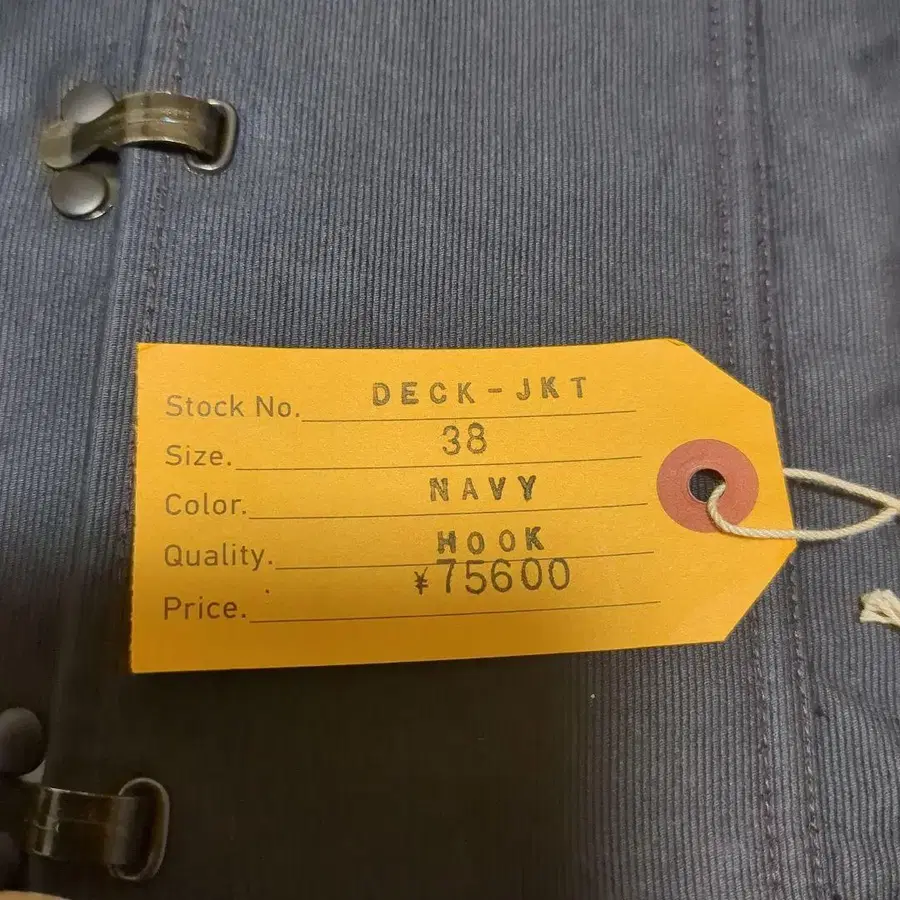 Stock No. DECK-JKT
Size. 38
Color. NAVY
Quality. HOOK
Price. ¥75600